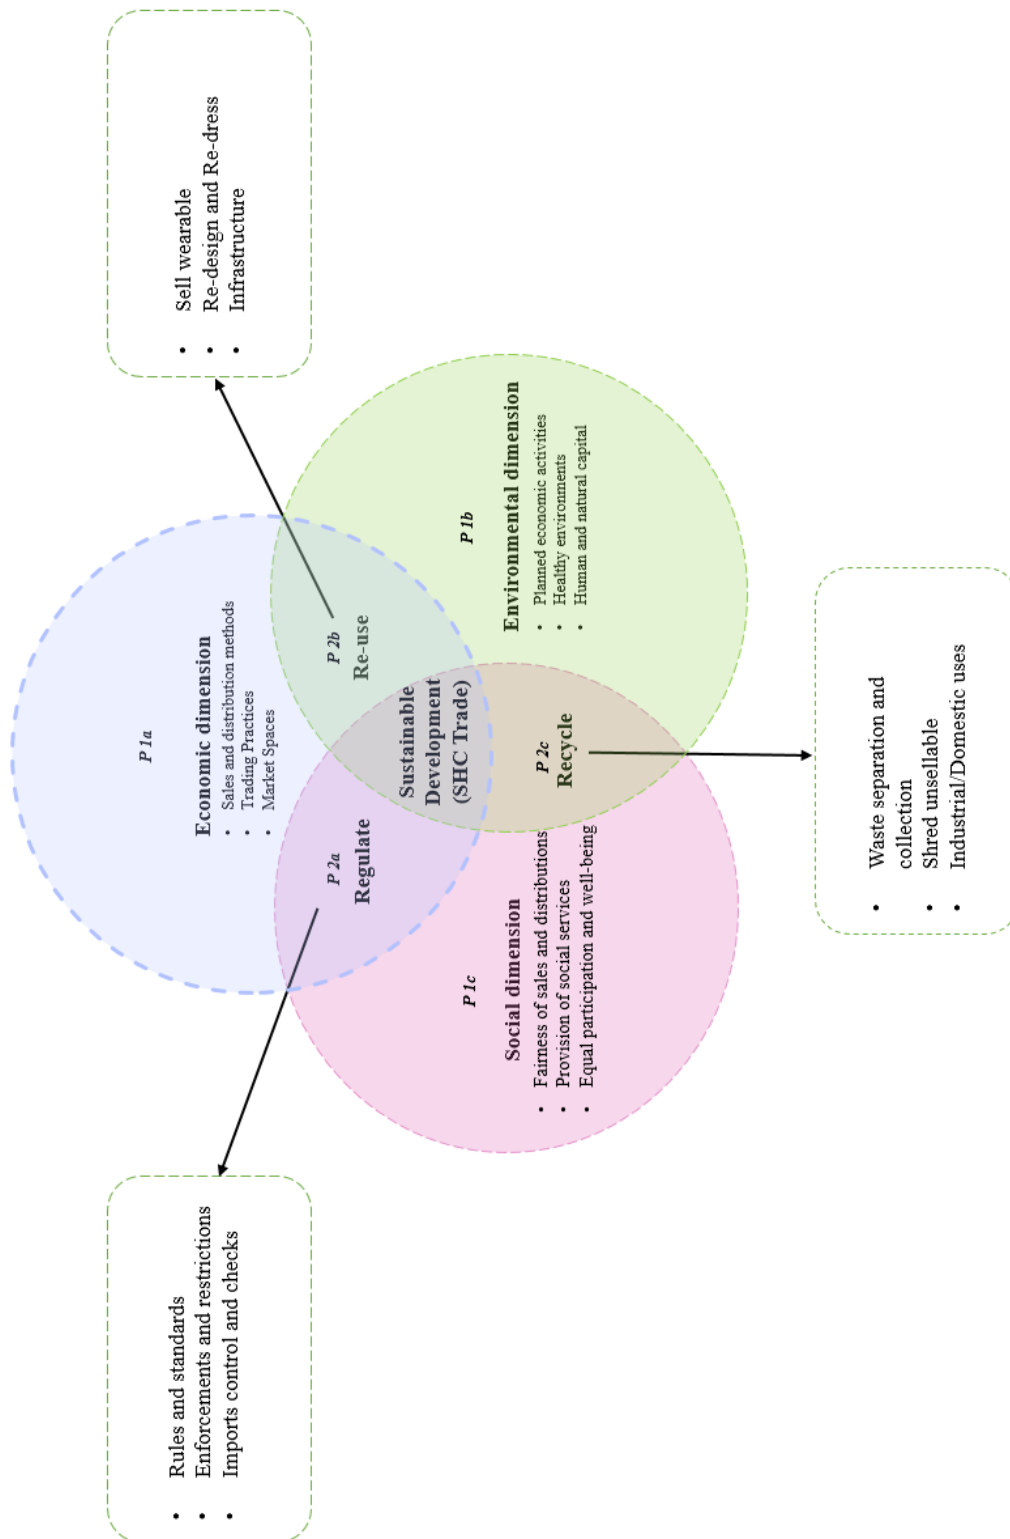 P 1a
Economic dimension
• Sales and distribution methods
• Trading Practices
• Market Spaces
• Rules and standards
• Enforcements and restrictions
• Imports control and checks
P 2a
Regulate
P 2b
Re-use
• Sell wearable
• Re-design and Re-dress
• Infrastructure
Sustainable
Development
(SHC Trade)
P 1c
Social dimension
• Fairness of sales and distributions
• Provision of social services
• Equal participation and well-being
P 2c
Recycle
P 1b
Environmental dimension
• Planned economic activities
• Healthy environments
• Human and natural capital
• Waste separation and
collection
• Shred unsellable
• Industrial/Domestic uses